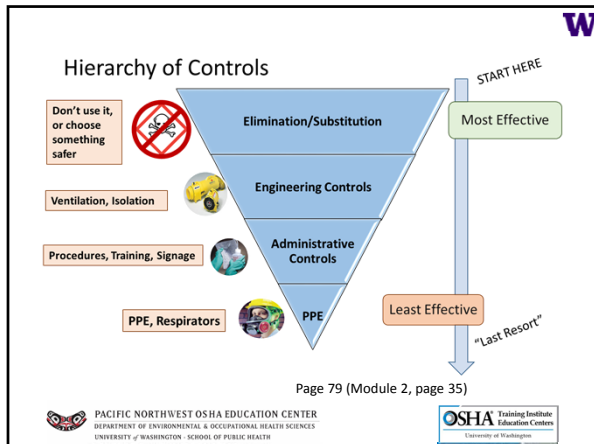 W
Hierarchy of Controls
START HERE
Don't use it,
or choose
something
safer
Elimination/Substitution
Most Effective
Engineering Controls
Ventilation, Isolation
Administrative
Controls
Procedures, Training, Signage
PPE, Respirators
PPE
Least Effective
"Last Resort"
Page 79 (Module 2, page 35)
PACIFIC NORTHWEST OSHA EDUCATION CENTER
DEPARTMENT OF ENVIRONMENTAL & OCCUPATIONAL HEALTH SCIENCES
UNIVERSITY of WASHINGTON - SCHOOL OF PUBLIC HEALTH
OSHA Training Institute
Education Centers
University of Washington